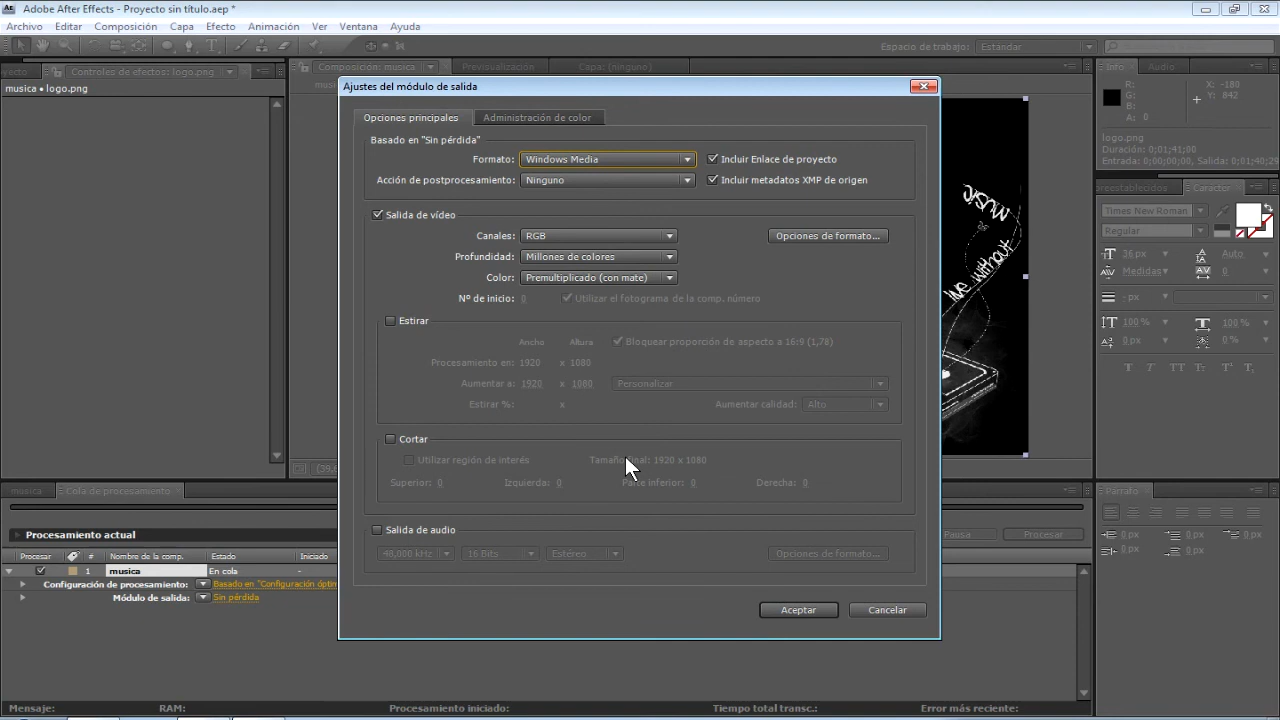 Adobe After Effects - Proyecto sin título.aep *
Archivo Editar Composición Capa Efecto Animación Ver Ventana Ayuda
Espacio de trabajo: Estándar
Controles de efectos: logo.png
Composición: musica Previsualización Capa: (ninguno)
Info Audio
musica • logo.png
R: X: -180
G: Y: 842
B:
A: 0
logo.png
Duración: 0;01;41;00
Entrada: 0;00;00;00, Salida: 0;01;40;2
reestablecidos Carácter
Times New Roman
Regular
36 px Auto
Medidas 0
- px
100 % 100 %
0 px 0 %
T T TT Tт T' T,
Párrafo
0 px 0 px 0 px
0 px 0 px
Ajustes del módulo de salida
Opciones principales Administración de color
Basado en "Sin pérdida"
Formato: Windows Media Incluir Enlace de proyecto
Acción de postprocesamiento: Ninguno Incluir metadatos XMP de origen
Salida de vídeo
Canales: RGB Opciones de formato...
Profundidad: Millones de colores
Color: Premultiplicado (con mate)
Nº de inicio: 0 Utilizar el fotograma de la comp. número
Estirar
Ancho Altura Bloquear proporción de aspecto a 16:9 (1,78)
Procesamiento en: 1920 x 1080
Aumentar a: 1920 x 1080 Personalizar
Estirar %: x Aumentar calidad: Alto
Cortar
Utilizar región de interés Tamaño final: 1920 x 1080
Superior: 0 Izquierda: 0 Parte inferior: 0 Derecha: 0
Salida de audio
48,000 kHz 16 Bits Estéreo Opciones de formato...
Aceptar Cancelar
music
live without
musica Cola de procesamiento
Procesamiento actual Pausa Procesar
Procesar # Nombre de la comp. Estado Iniciado
1 musica En cola -
Configuración de procesamiento: Basado en "Configuración óptim
Módulo de salida: Sin pérdida
Mensaje: RAM: Procesamiento iniciado: Tiempo total transc.: Error más reciente: